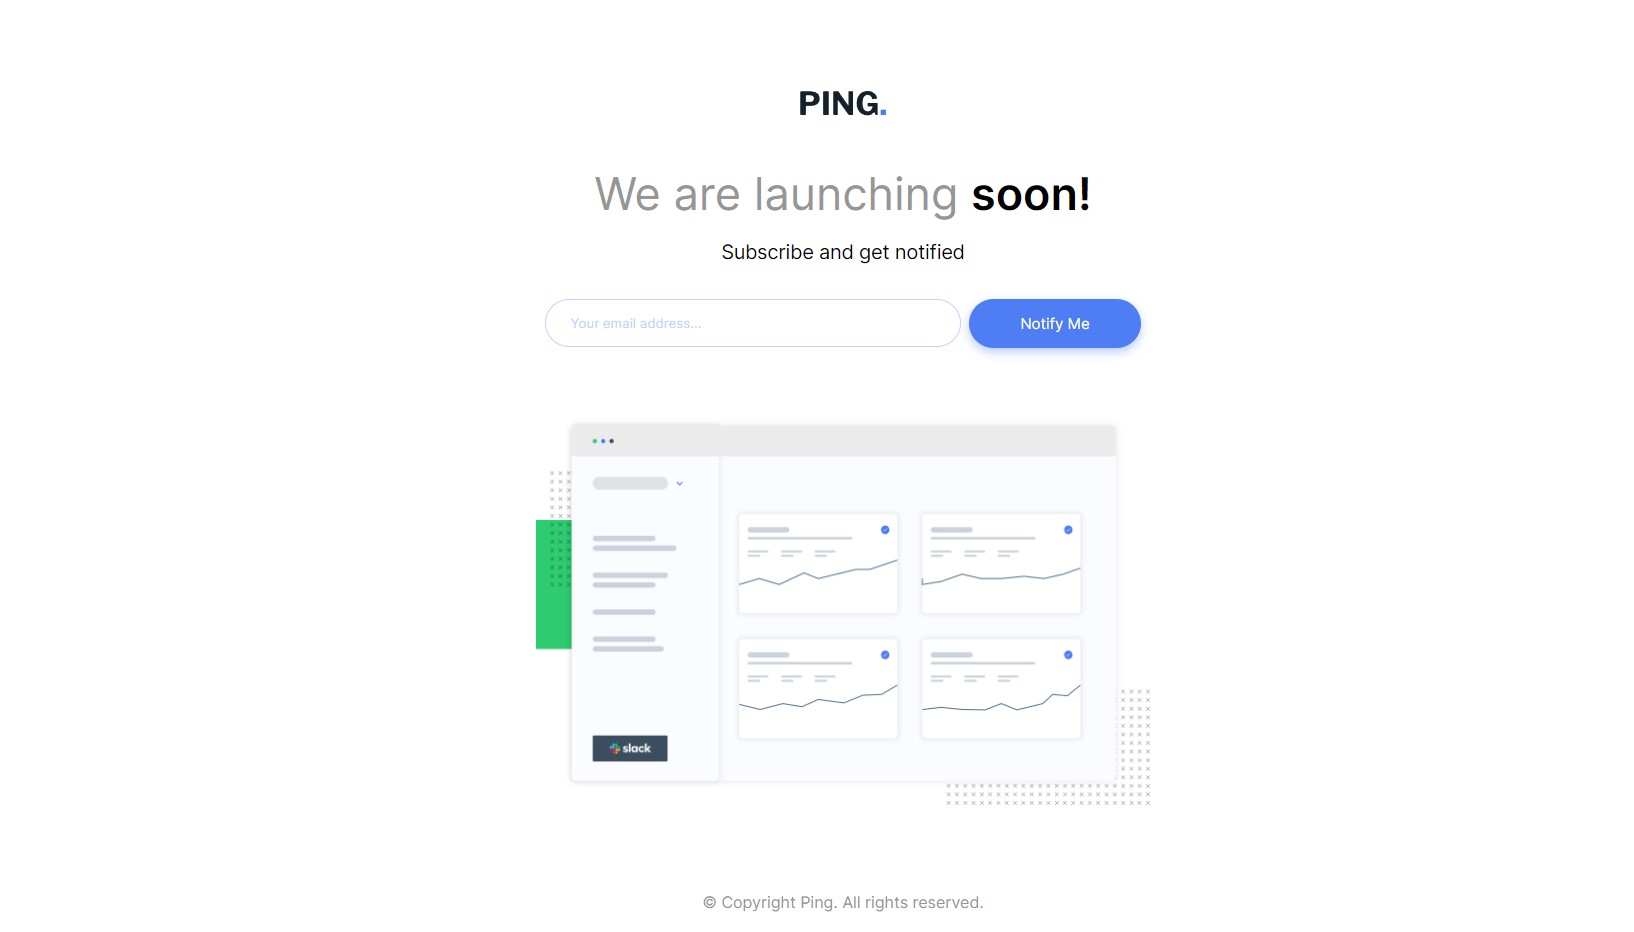 PING.
We are launching soon!
Subscribe and get notified
Your email address...
Notify Me
slack
© Copyright Ping. All rights reserved.